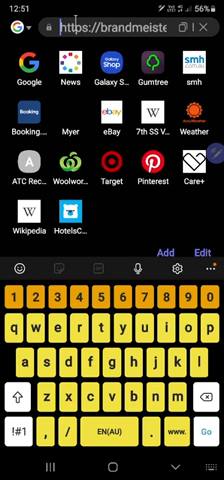 12:51
56%
https://brandmeiste
Google
News
Galaxy S...
Gumtree
smh
Booking....
Myer
eBay
7th SS V...
Weather
A
ATC Rec...
Woolwor...
Target
Pinterest
Care+
Wikipedia
HotelsC...
Add
Edit
1 2 3 4 5 6 7 8 9 0
q w e r t y u i o p
a s d f g h j k l
z x c v b n m
!#1 , / EN(AU) . www. Go